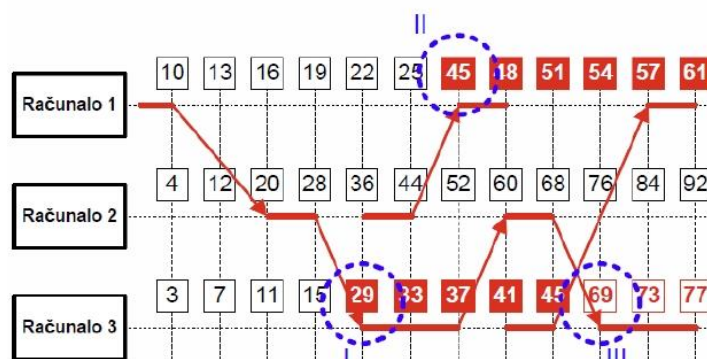 II
10 13 16 19 22 25 45 48 51 54 57 61
Računalo 1
4 12 20 28 36 44 52 60 68 76 84 92
Računalo 2
3 7 11 15 29 33 37 41 45 69 73 77
Računalo 3
I III